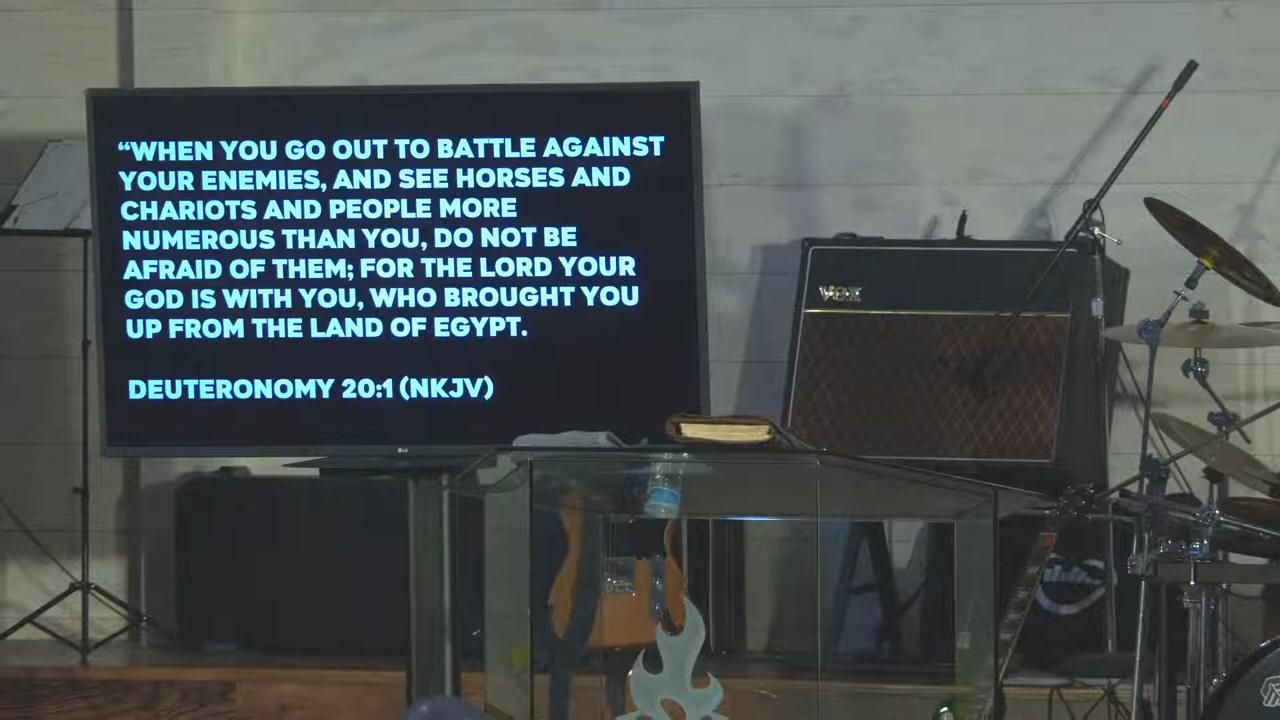 “WHEN YOU GO OUT TO BATTLE AGAINST
YOUR ENEMIES, AND SEE HORSES AND
CHARIOTS AND PEOPLE MORE
NUMEROUS THAN YOU, DO NOT BE
AFRAID OF THEM; FOR THE LORD YOUR
GOD IS WITH YOU, WHO BROUGHT YOU
UP FROM THE LAND OF EGYPT.
DEUTERONOMY 20:1 (NKJV)
VOX
LG